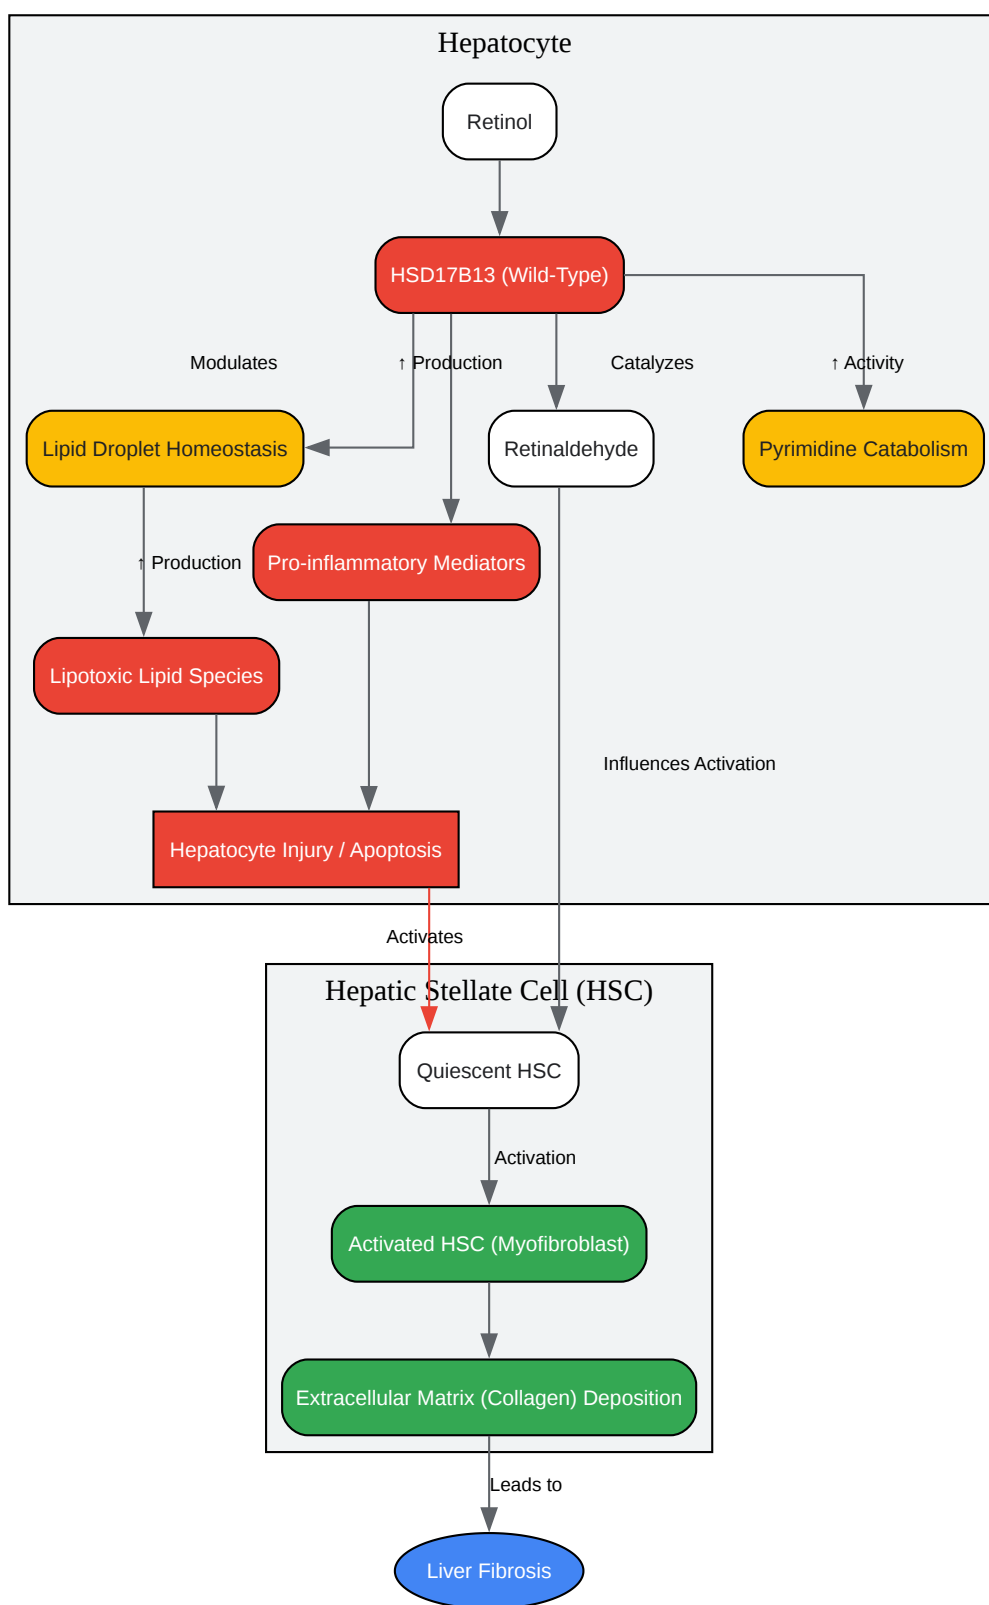 Hepatocyte
Retinol
HSD17B13 (Wild-Type)
Modulates
↑ Production
Catalyzes
↑ Activity
Lipid Droplet Homeostasis
Retinaldehyde
Pyrimidine Catabolism
↑ Production
Pro-inflammatory Mediators
Lipotoxic Lipid Species
Influences Activation
Hepatocyte Injury / Apoptosis
Activates
Hepatic Stellate Cell (HSC)
Quiescent HSC
Activation
Activated HSC (Myofibroblast)
Extracellular Matrix (Collagen) Deposition
Leads to
Liver Fibrosis